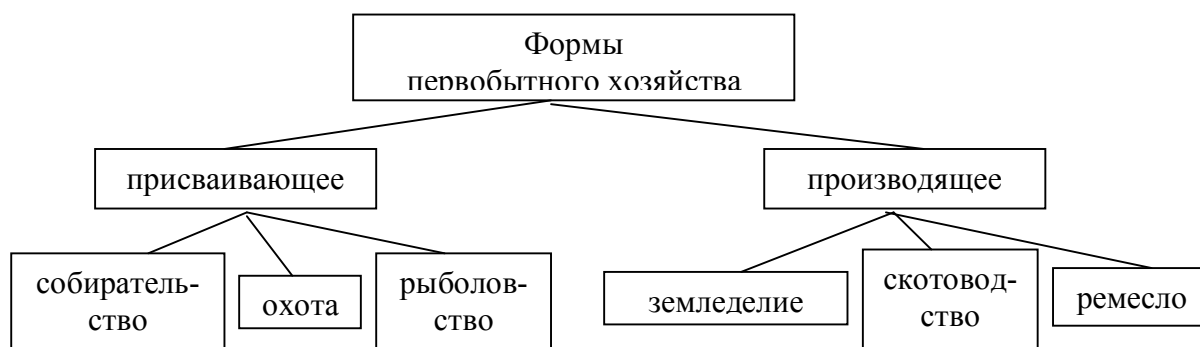 Формы
первобытного хозяйства
присваивающее
производящее
собиратель-
ство
охота
рыболов-
ство
земледелие
скотовод-
ство
ремесло